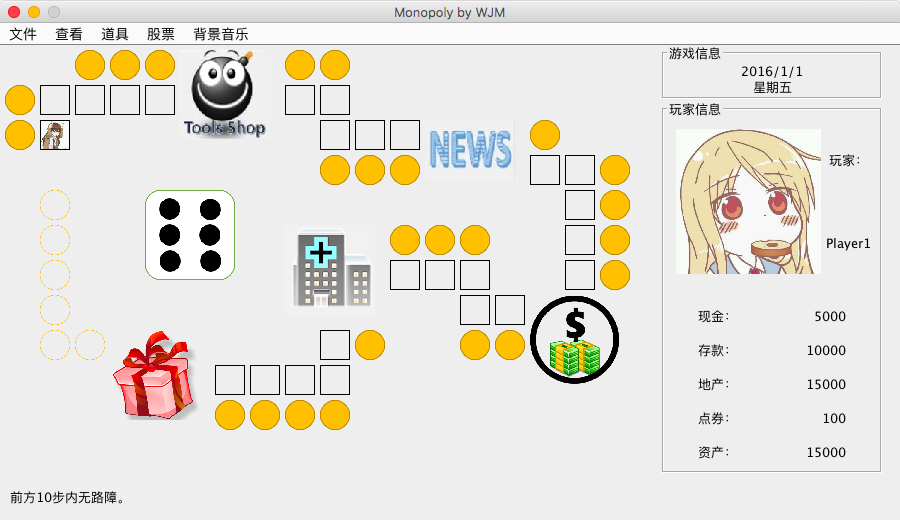 Monopoly by WJM
文件 查看 道具 股票 背景音乐
Tools Shop
NEWS
$
游戏信息
2016/1/1
星期五
玩家信息
玩家:
Player1
现金: 5000
存款: 10000
地产: 15000
点券: 100
资产: 15000
前方10步内无路障。